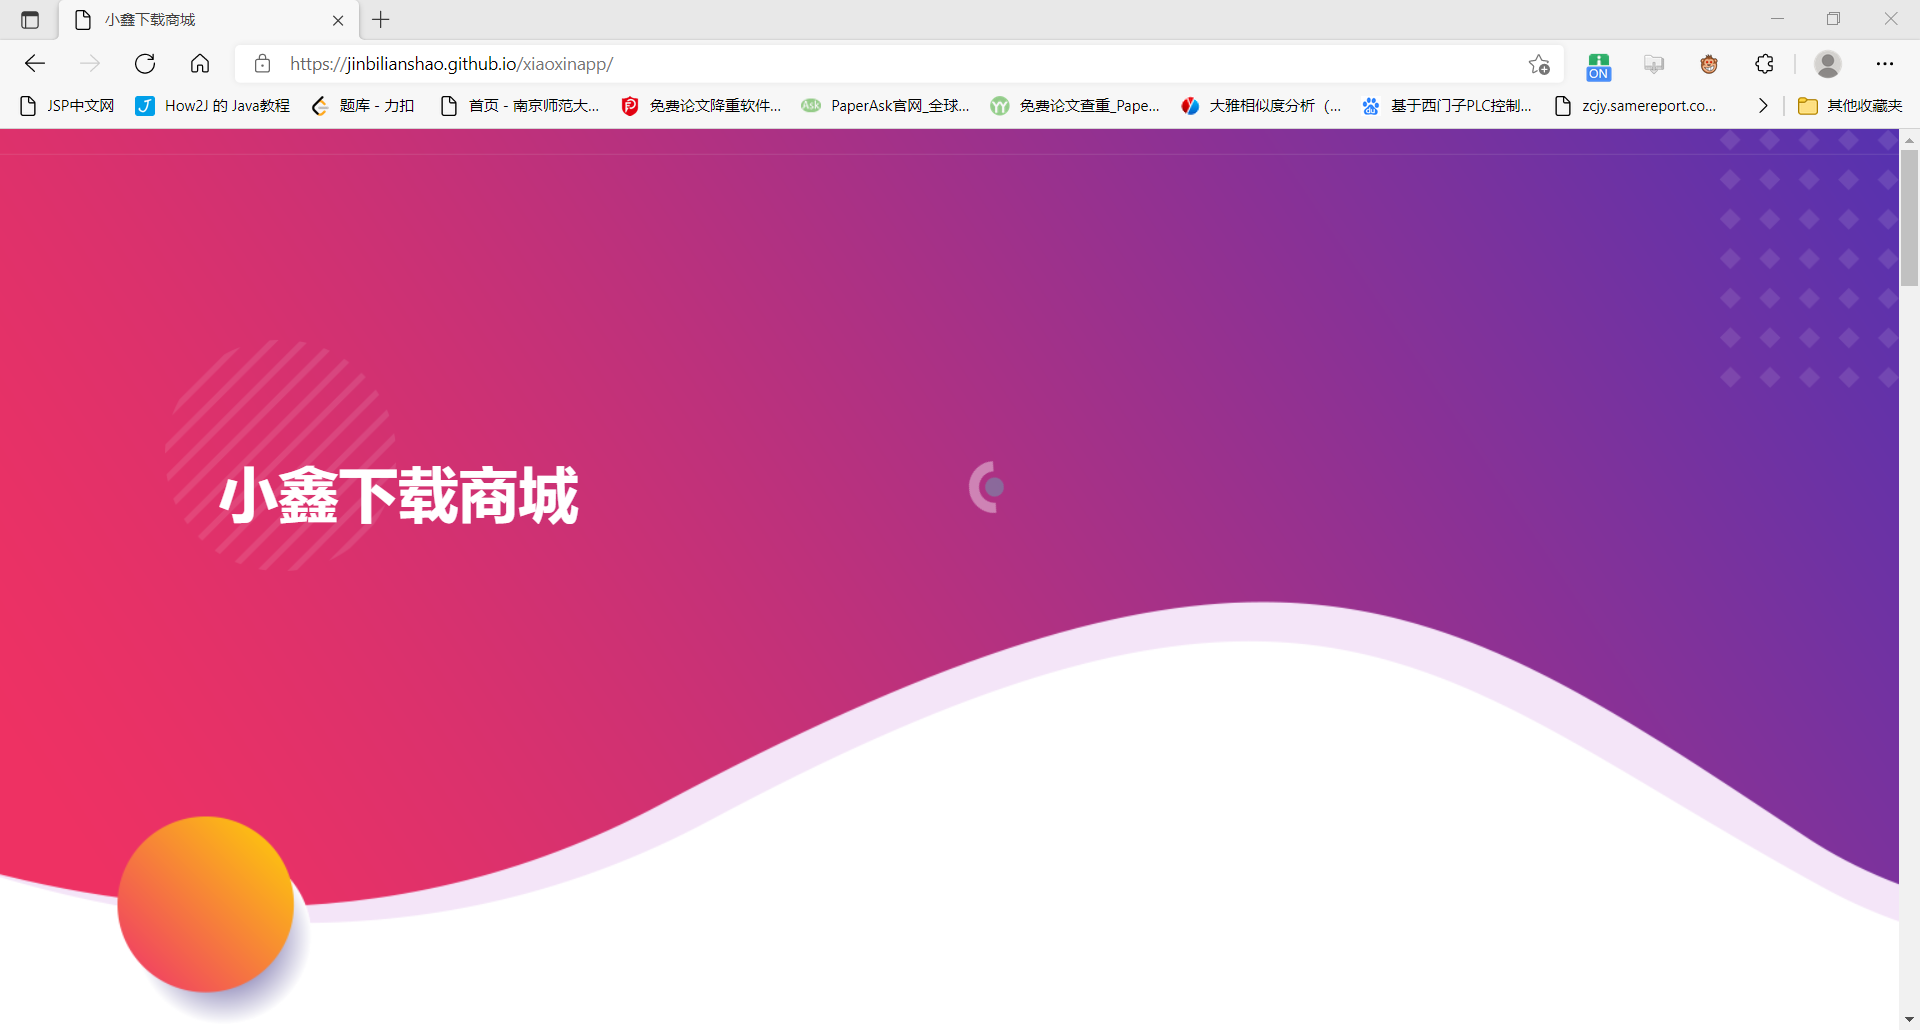 小鑫下载商城
https://jinbilianshao.github.io/xiaoxinapp/
ON
JSP中文网
How2J 的 Java教程
题库 - 力扣
首页 - 南京师范大...
免费论文降重软件...
Ask
PaperAsk官网_全球...
YY
免费论文查重_Pape...
大雅相似度分析（...
基于西门子PLC控制...
zcjy.samereport.co...
其他收藏夹
小鑫下载商城